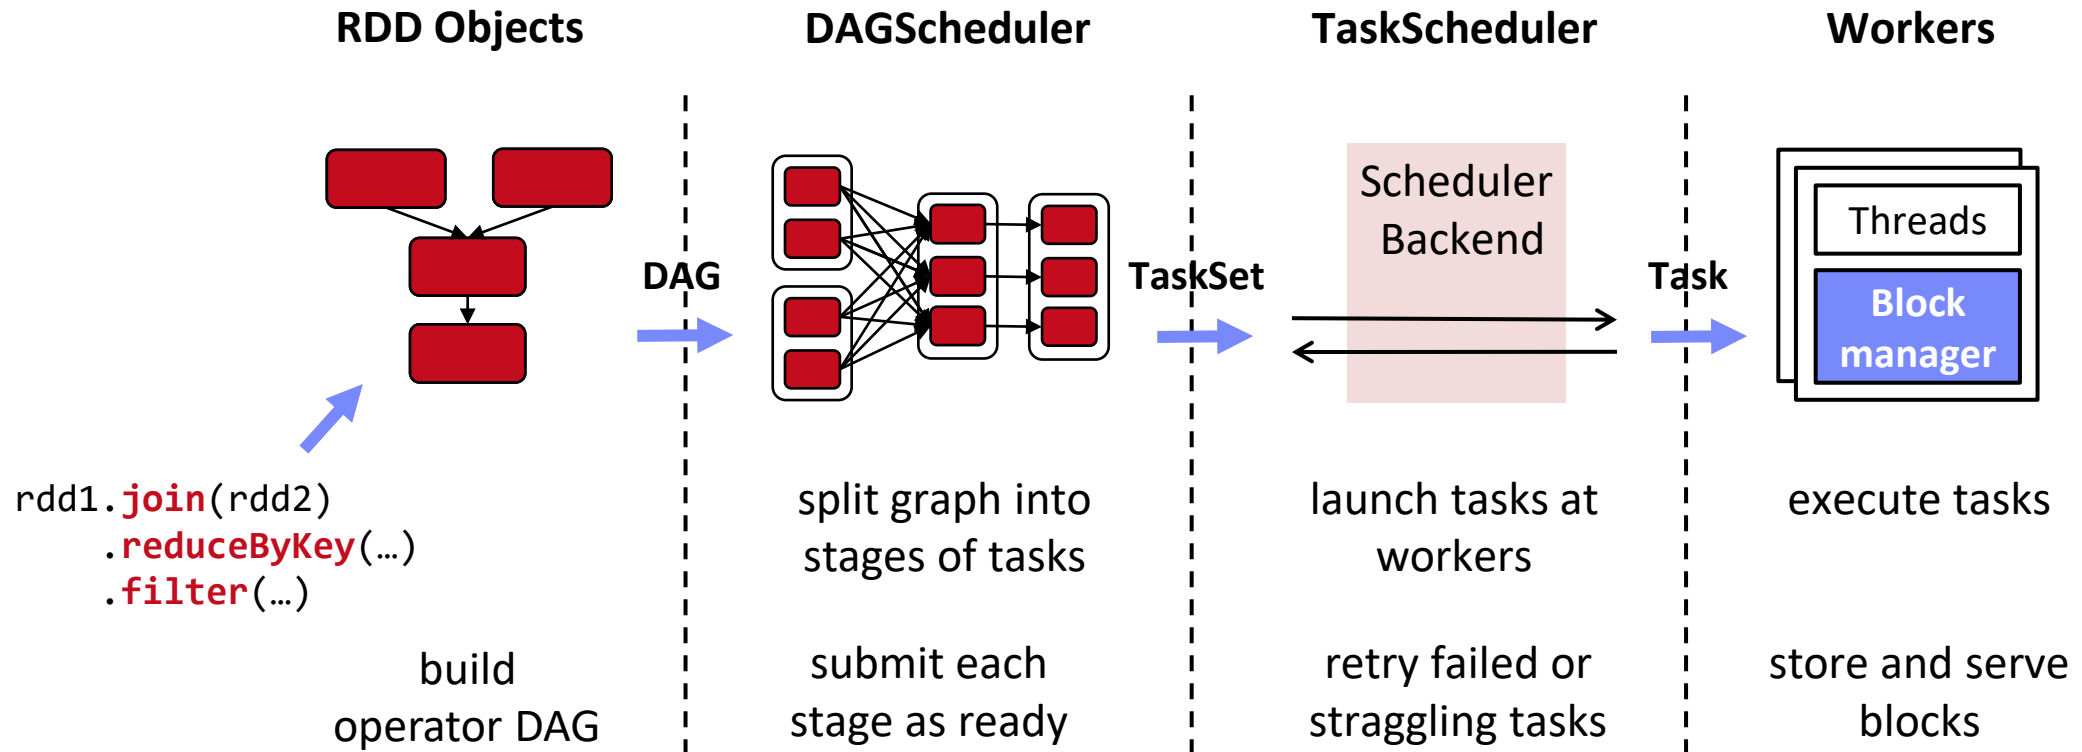 RDD Objects
DAGScheduler
TaskScheduler
Workers
DAG
TaskSet
Scheduler
Backend
Task
Threads
Block
manager
rdd1.join(rdd2)
.reduceByKey(…)
.filter(…)
build
operator DAG
split graph into
stages of tasks
submit each
stage as ready
launch tasks at
workers
retry failed or
straggling tasks
execute tasks
store and serve
blocks